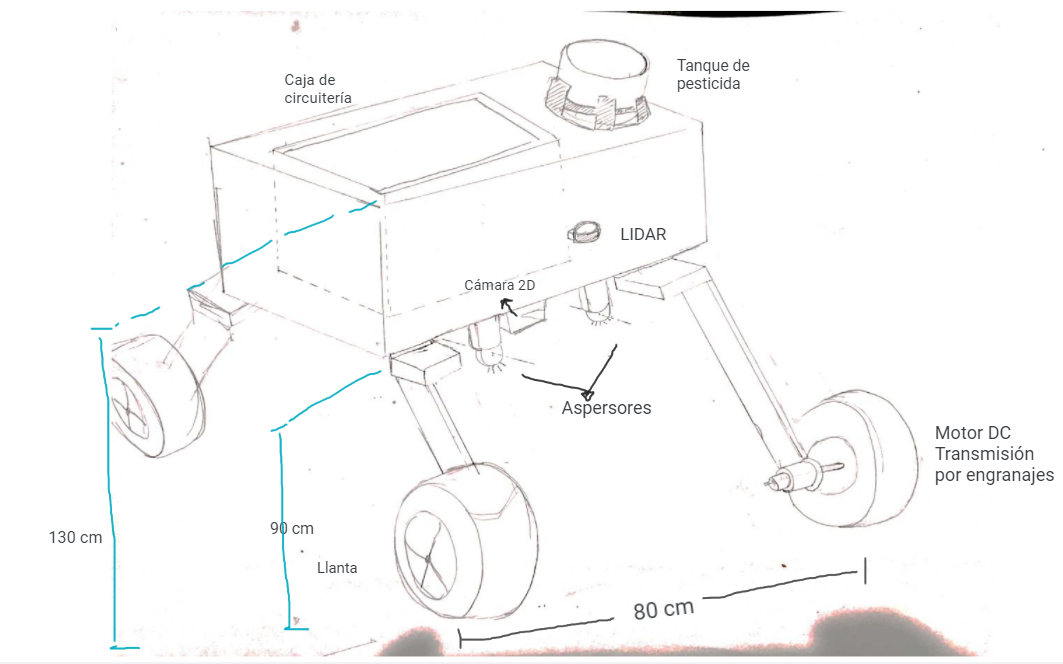 Caja de
circuitería
Tanque de
pesticida
LIDAR
Cámara 2D
Aspersores
Motor DC
Transmisión
por engranajes
130 cm
90 cm
Llanta
80 cm